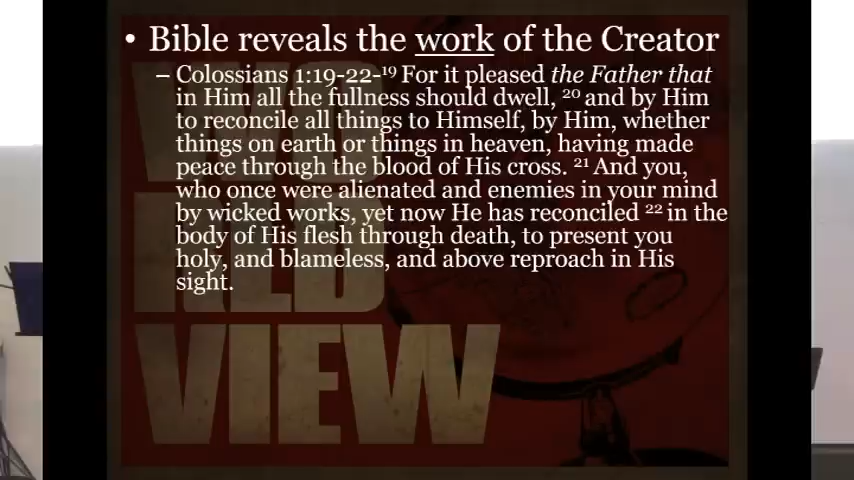 • Bible reveals the work of the Creator
– Colossians 1:19-22-19 For it pleased the Father that
in Him all the fullness should dwell, 20 and by Him
to reconcile all things to Himself, by Him, whether
things on earth or things in heaven, having made
peace through the blood of His cross. 21 And you,
who once were alienated and enemies in your mind
by wicked works, yet now He has reconciled 22 in the
body of His flesh through death, to present you
holy, and blameless, and above reproach in His
sight.
WO
RLD
VIEW